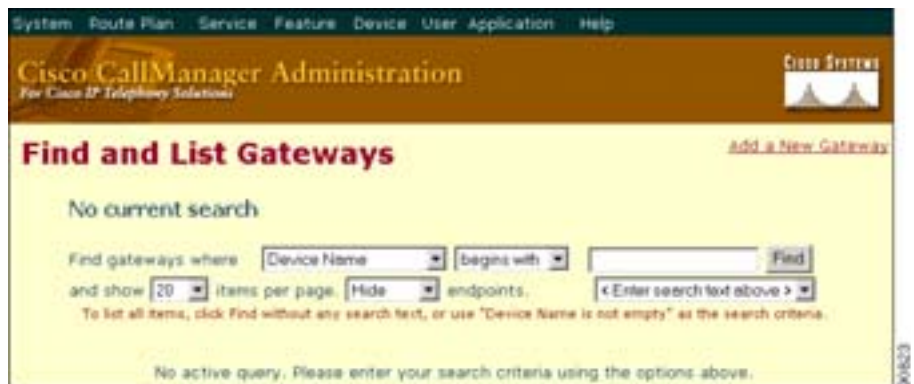 System Route Plan Service Feature Device User Application Help
Cisco CallManager Administration
For Cisco IP Telephony Solutions
CISCO SYSTEMS
Find and List Gateways
Add a New Gateway
No current search
Find gateways where Device Name begins with Find
and show 20 items per page. Hide endpoints. < Enter search text above >
To list all items, click Find without any search text, or use "Device Name is not empty" as the search criteria.
No active query. Please enter your search criteria using the options above.